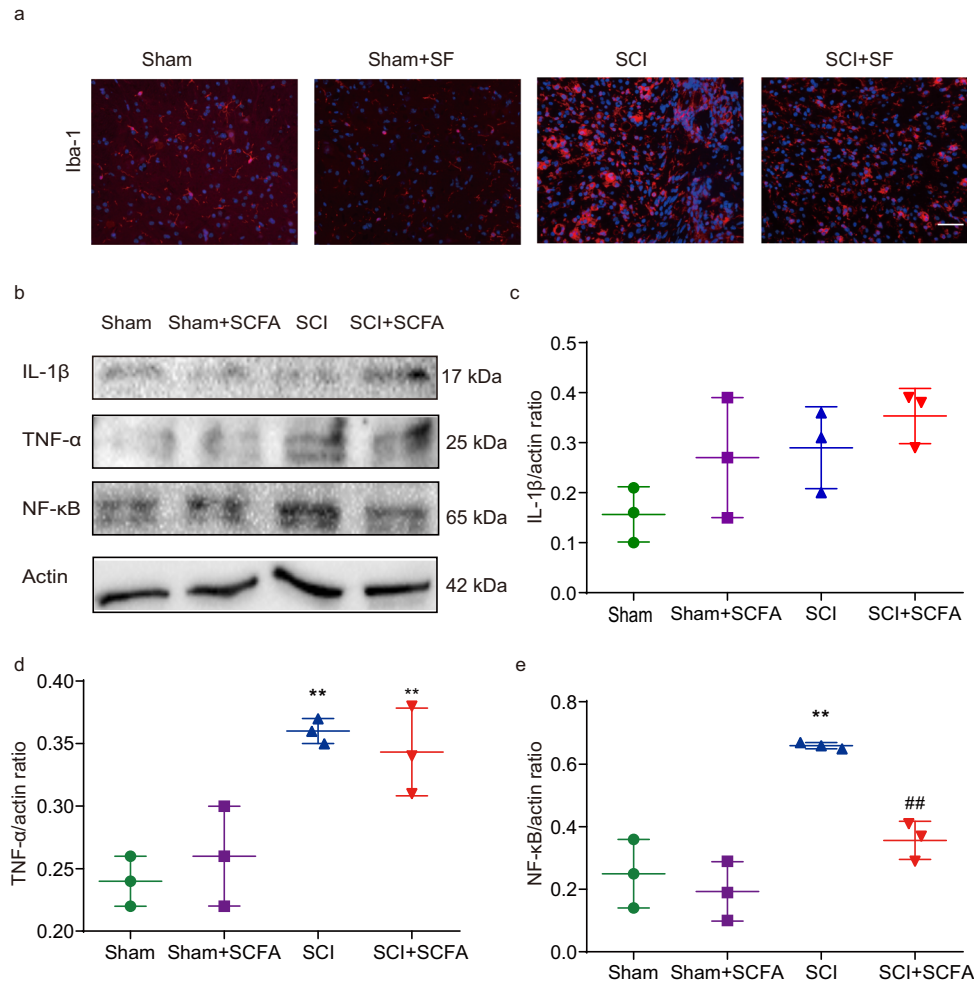 a
Sham Sham+SF SCI SCI+SF
Iba-1
b
Sham Sham+SCFA SCI SCI+SCFA
IL-1β 17 kDa
TNF-α 25 kDa
NF-κB 65 kDa
Actin 42 kDa
c
IL-1β/actin ratio
0.5
0.4
0.3
0.2
0.1
0.0
Sham Sham+SCFA SCI SCI+SCFA
d
TNF-α/actin ratio
0.40
0.35
0.30
0.25
0.20
** **
Sham Sham+SCFA SCI SCI+SCFA
e
NF-κB/actin ratio
0.8
0.6
0.4
0.2
0.0
**
##
Sham Sham+SCFA SCI SCI+SCFA